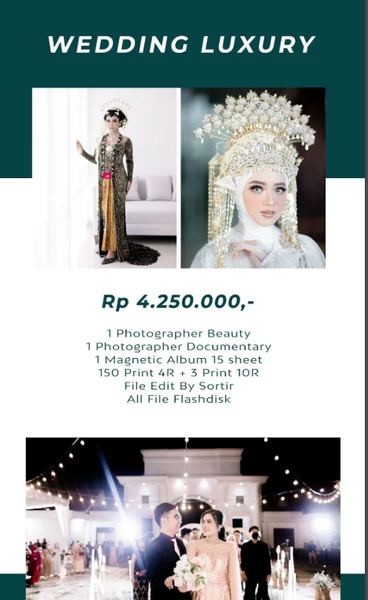 WEDDING LUXURY
Rp 4.250.000,-
1 Photographer Beauty
1 Photographer Documentary
1 Magnetic Album 15 sheet
150 Print 4R + 3 Print 10R
File Edit By Sortir
All File Flashdisk